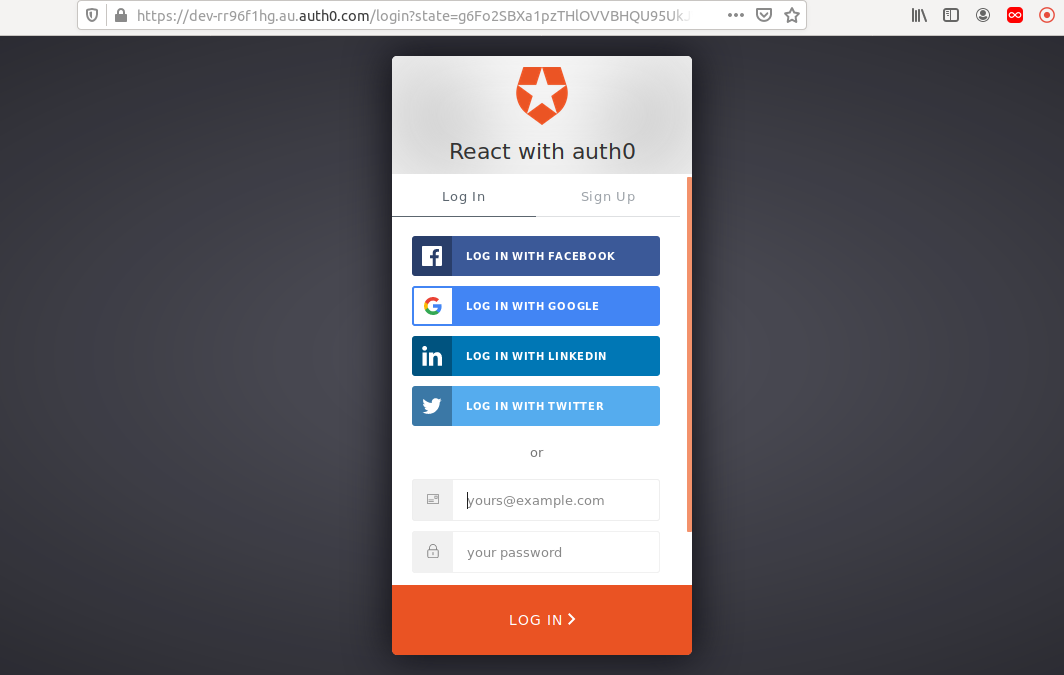 https://dev-rr96f1hg.au.auth0.com/login?state=g6Fo2SBXa1pzTHlOVVBHQU95Uk
React with auth0
Log In Sign Up
LOG IN WITH FACEBOOK
LOG IN WITH GOOGLE
LOG IN WITH LINKEDIN
LOG IN WITH TWITTER
or
yours@example.com
your password
LOG IN